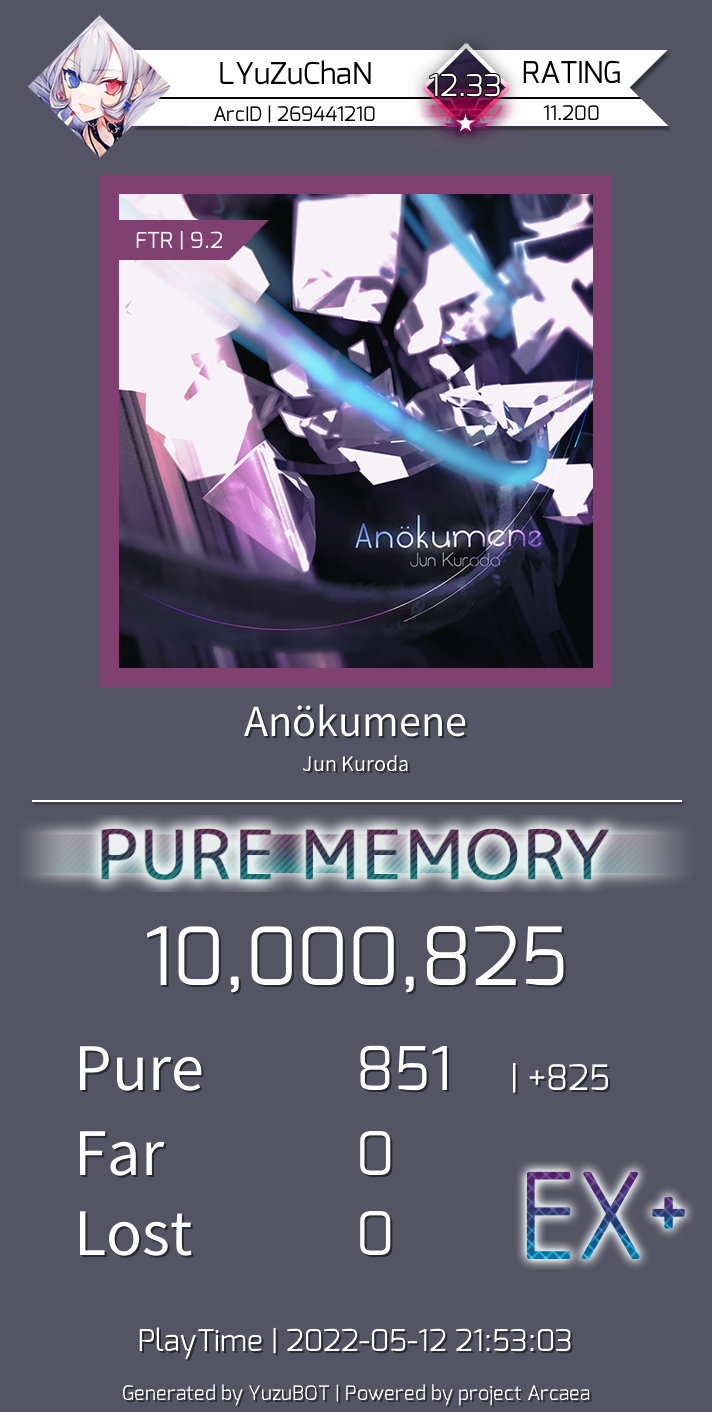 LYuZuChaN
ArcID | 269441210
12.33
RATING
11.200
FTR | 9.2
Anökumene
Jun Kuroda
Anökumene
Jun Kuroda
PURE MEMORY
10,000,825
Pure 851 | +825
Far 0
Lost 0
EX+
PlayTime | 2022-05-12 21:53:03
Generated by YuzuBOT | Powered by project Arcaea